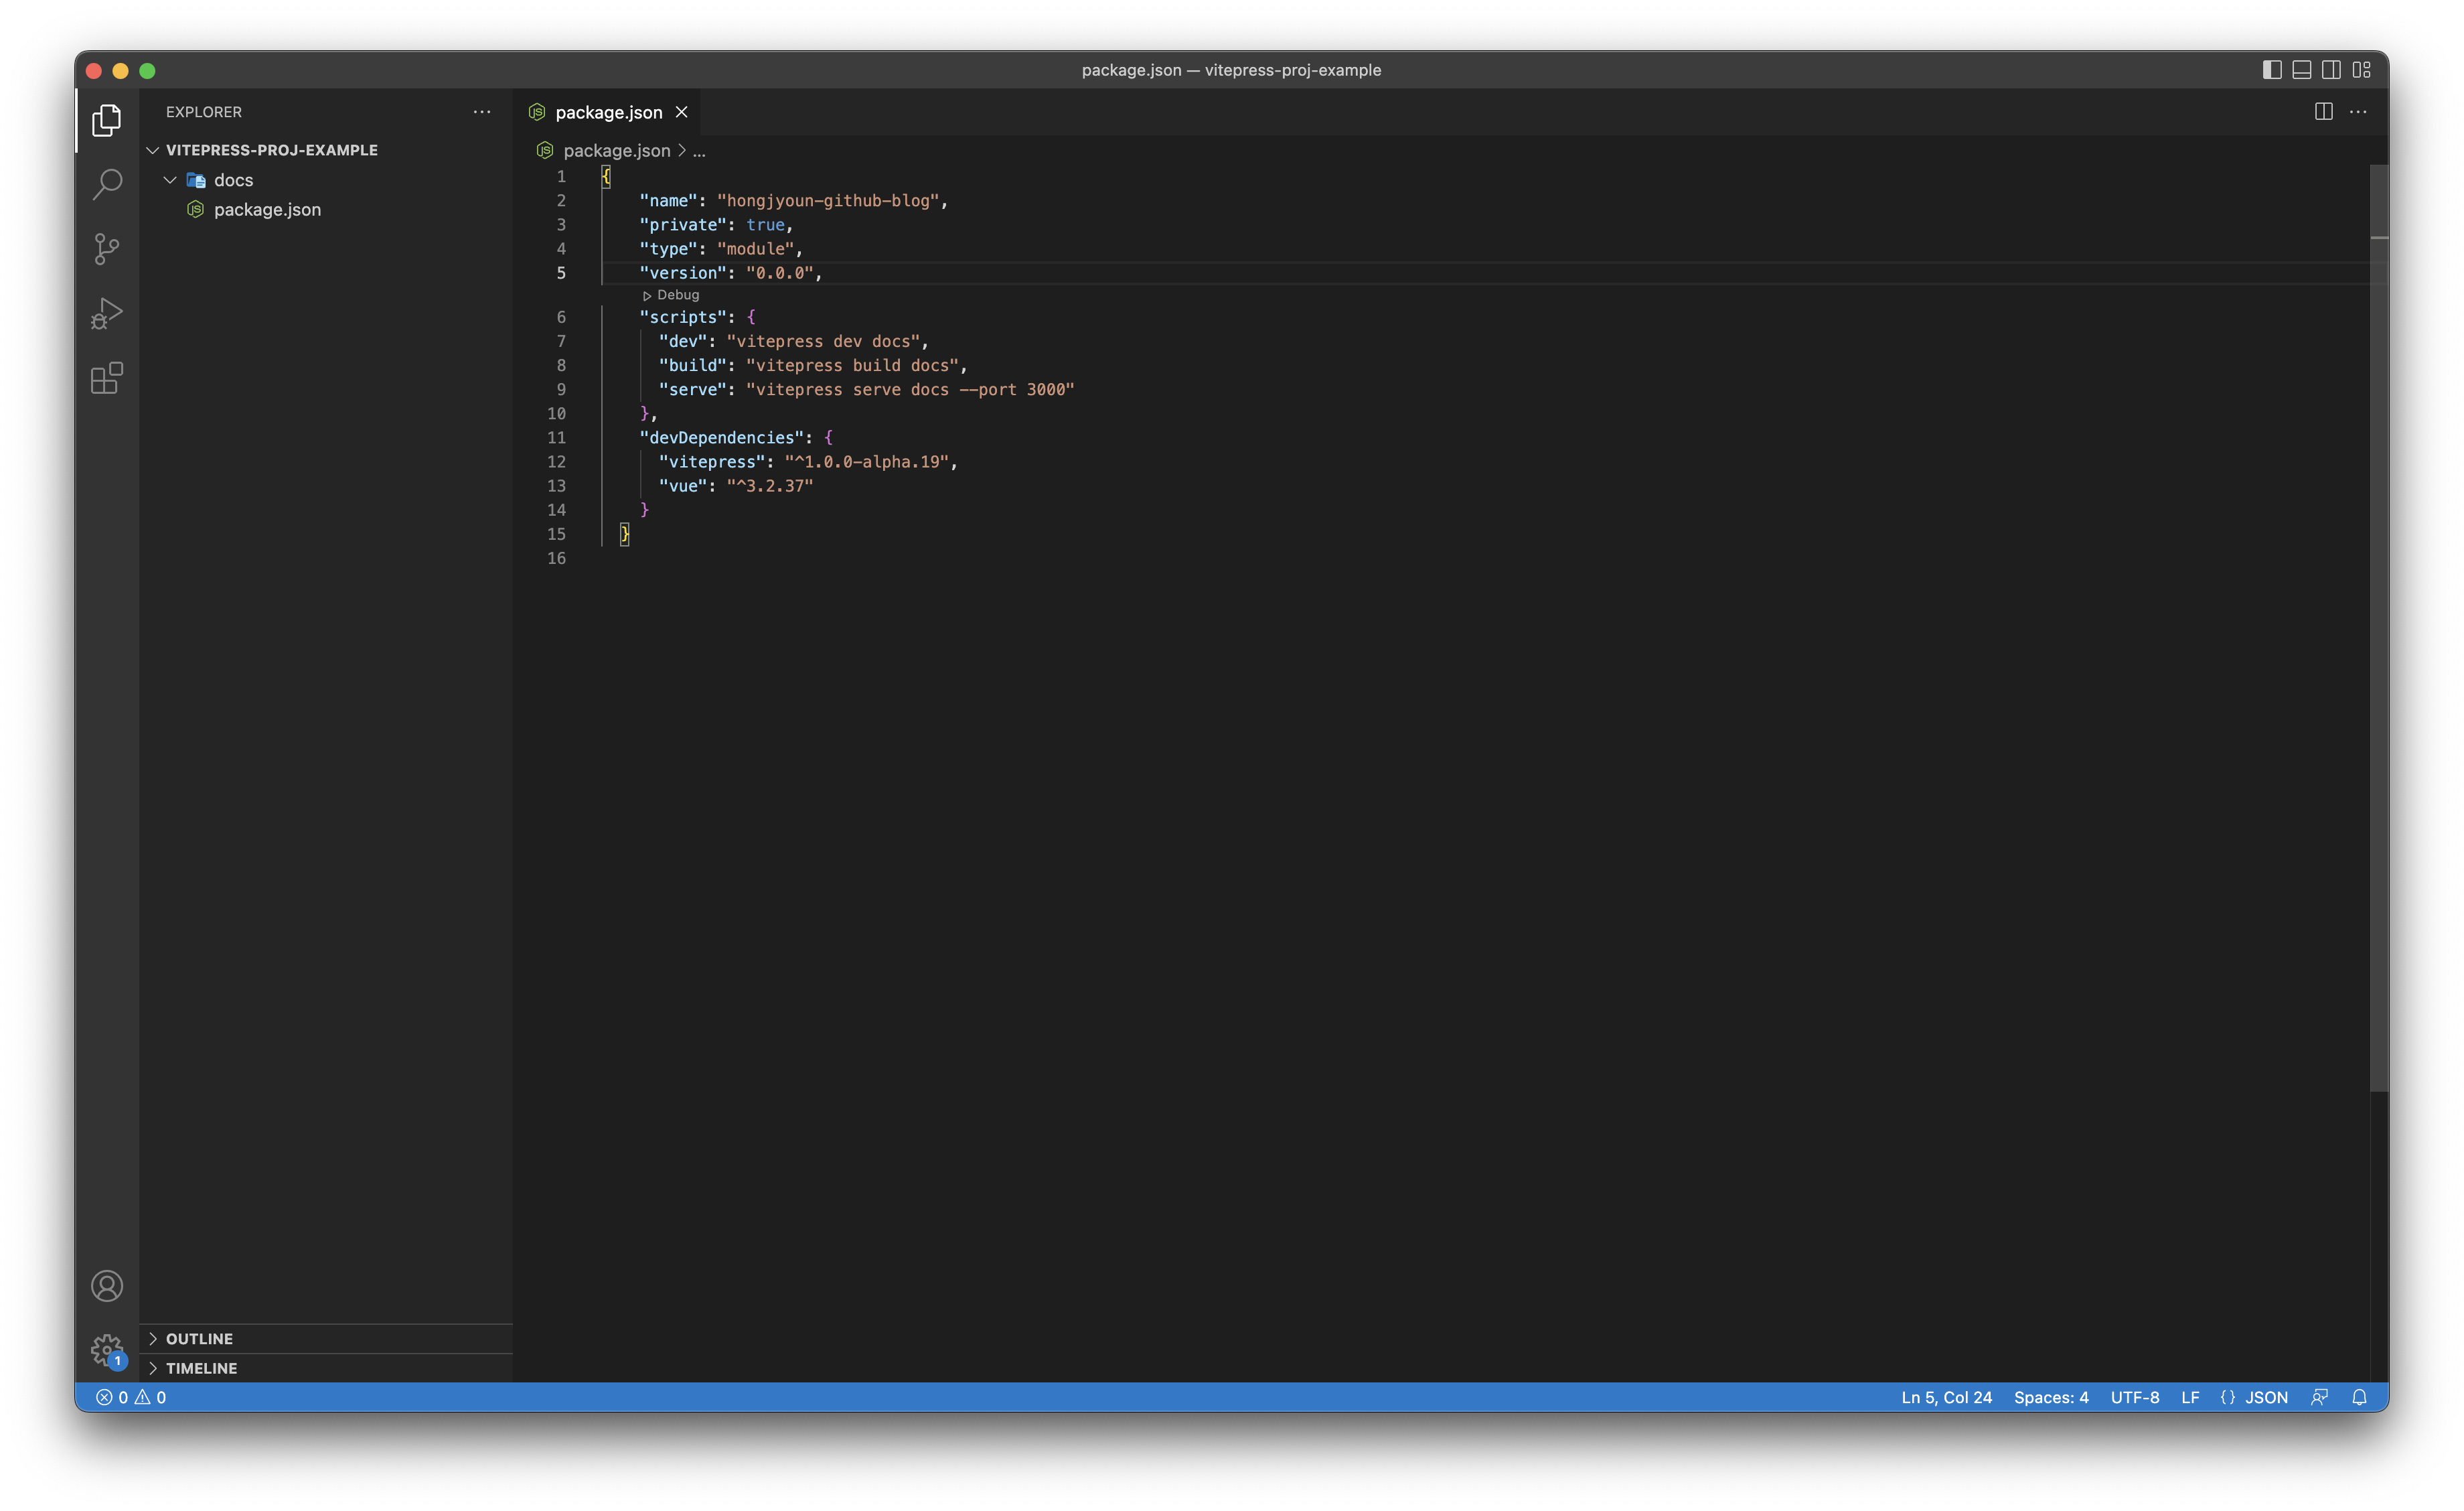 package.json — vitepress-proj-example
EXPLORER
VITEPRESS-PROJ-EXAMPLE
docs
package.json
OUTLINE
TIMELINE
package.json
package.json > ...
1 {
2 "name": "hongjyoun-github-blog",
3 "private": true,
4 "type": "module",
5 "version": "0.0.0",
Debug
6 "scripts": {
7 "dev": "vitepress dev docs",
8 "build": "vitepress build docs",
9 "serve": "vitepress serve docs --port 3000"
10 },
11 "devDependencies": {
12 "vitepress": "^1.0.0-alpha.19",
13 "vue": "^3.2.37"
14 }
15 }
16
1
0 0 Ln 5, Col 24 Spaces: 4 UTF-8 LF {} JSON